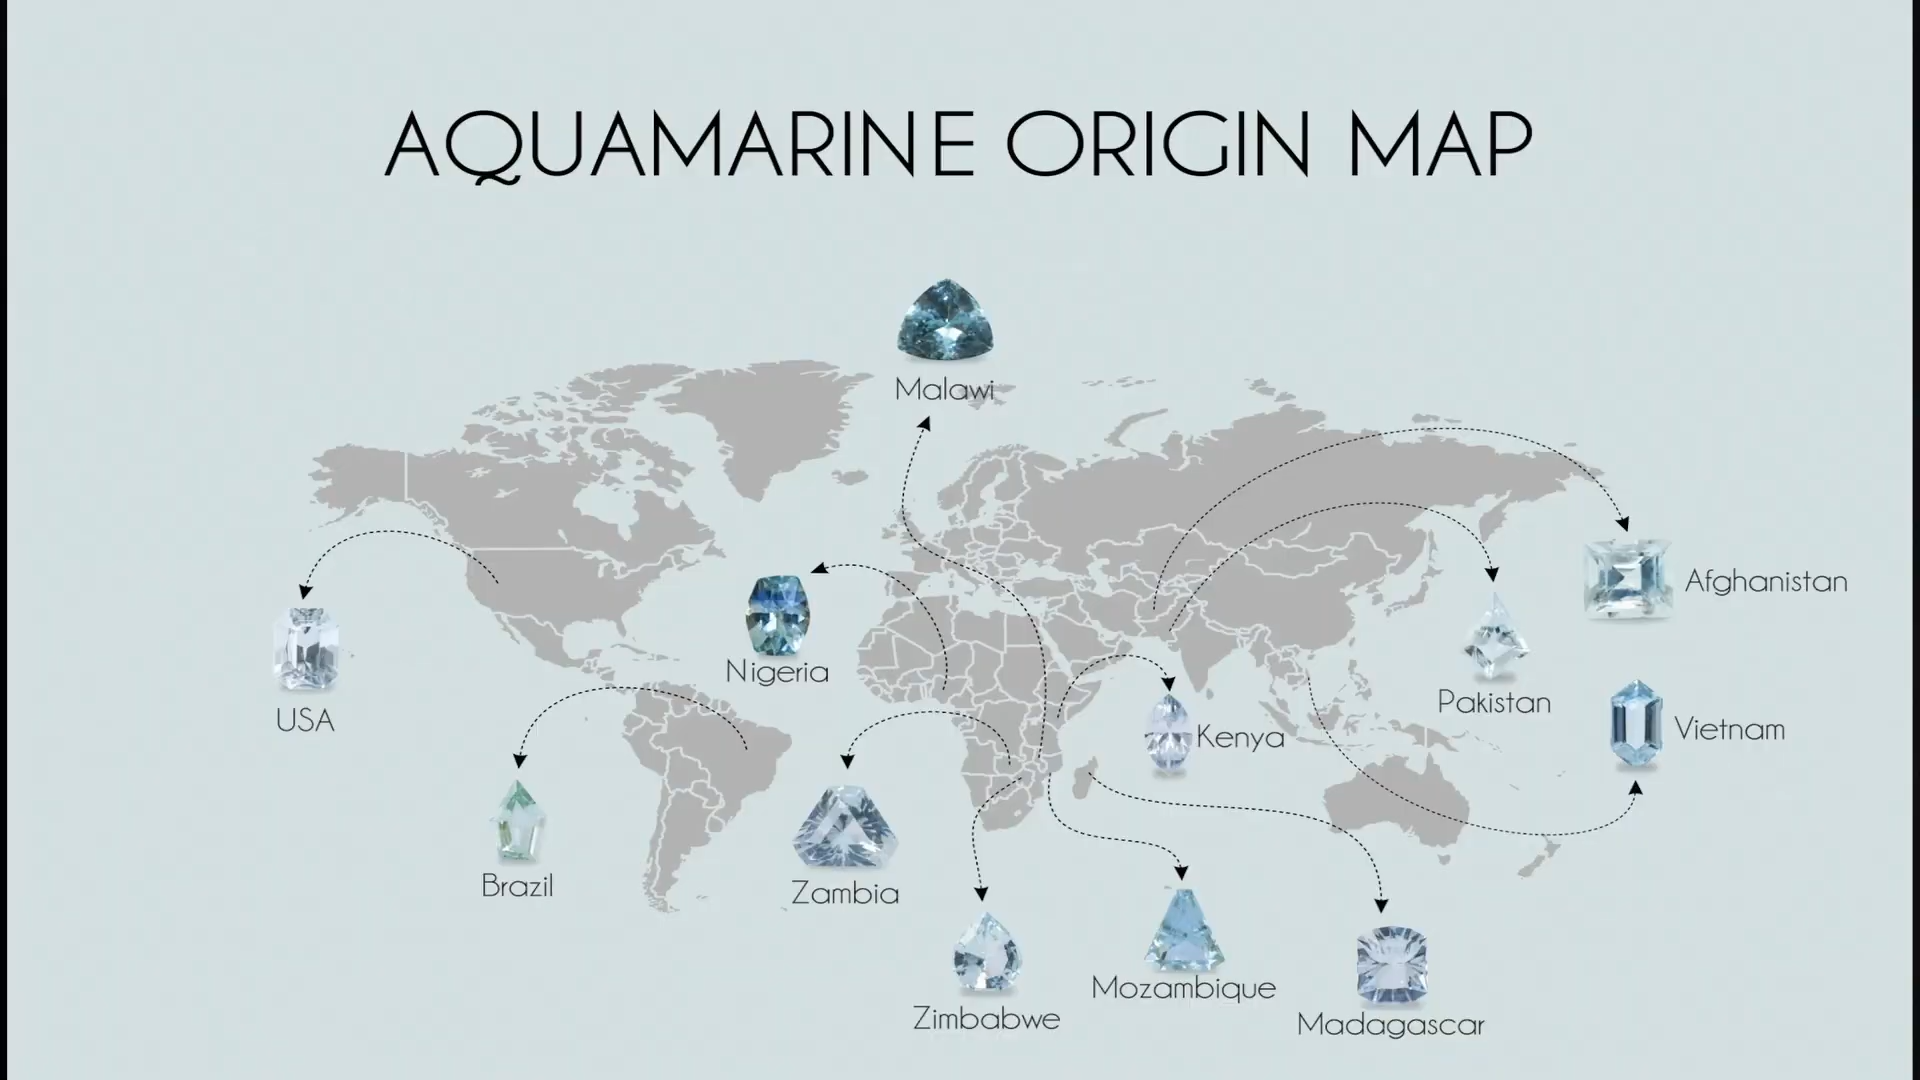 AQUAMARINE ORIGIN MAP
Malawi
Afghanistan
Nigeria
Pakistan
USA
Vietnam
Kenya
Brazil
Zambia
Mozambique
Zimbabwe
Madagascar